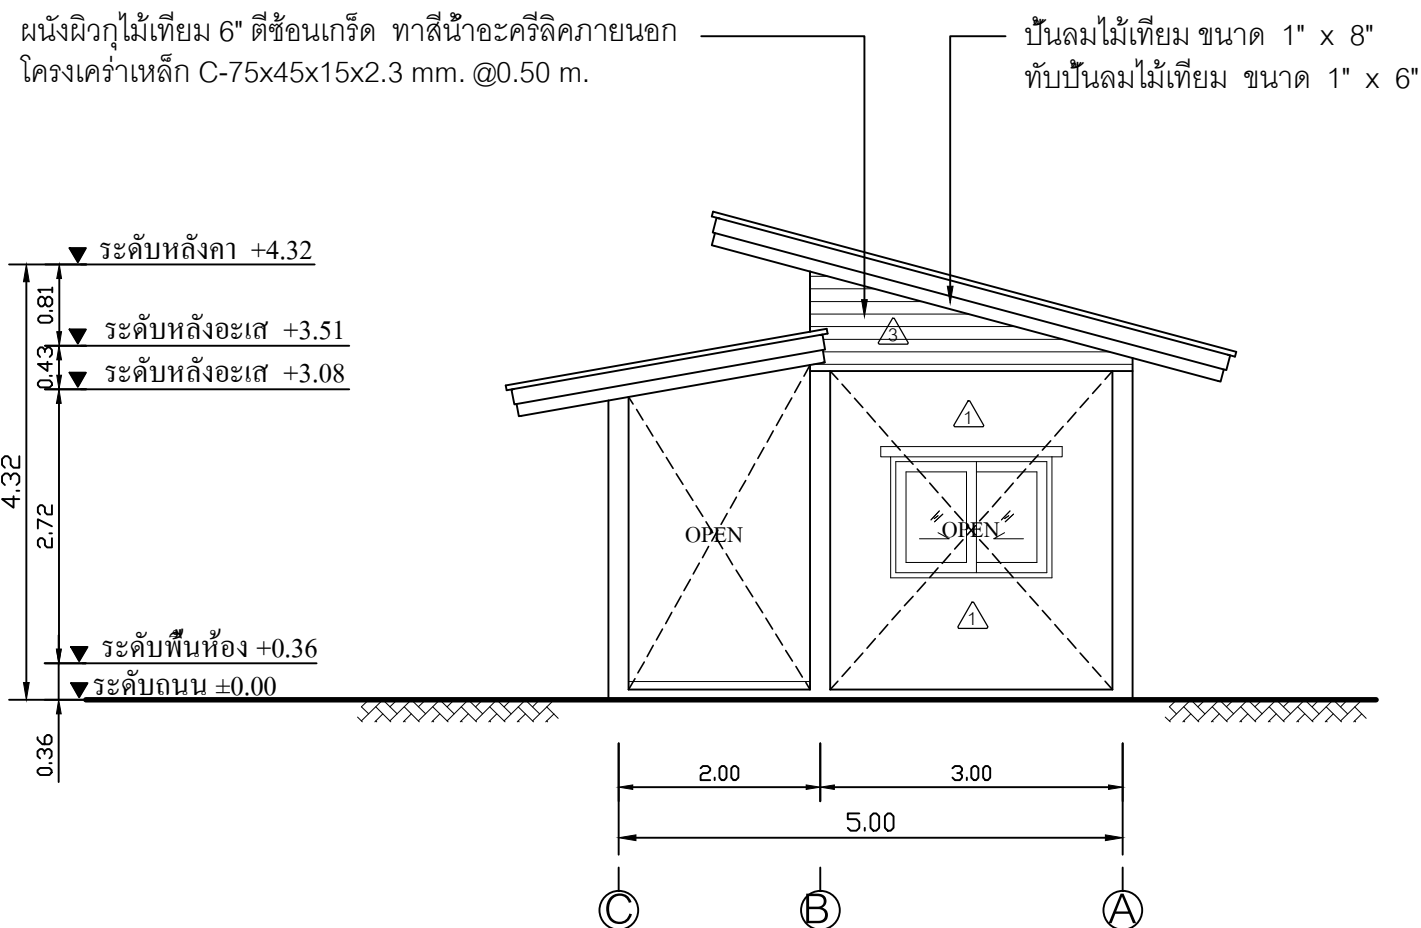 ผนังผิวกุไม้เทียม 6" ตีซ้อนเกร็ด ทาสีน้ำอะครีลิคภายนอก
โครงเคร่าเหล็ก C-75x45x15x2.3 mm. @0.50 m.
ปั้นลมไม้เทียม ขนาด 1" x 8"
ทับปั้นลมไม้เทียม ขนาด 1" x 6"
ระดับหลังคา +4.32
0.81
ระดับหลังอะเส +3.51
0.43
ระดับหลังอะเส +3.08
4.32
2.72
ระดับพื้นห้อง +0.36
ระดับถนน ±0.00
0.36
3
1
OPEN
OPEN
1
2.00
3.00
5.00
C
B
A